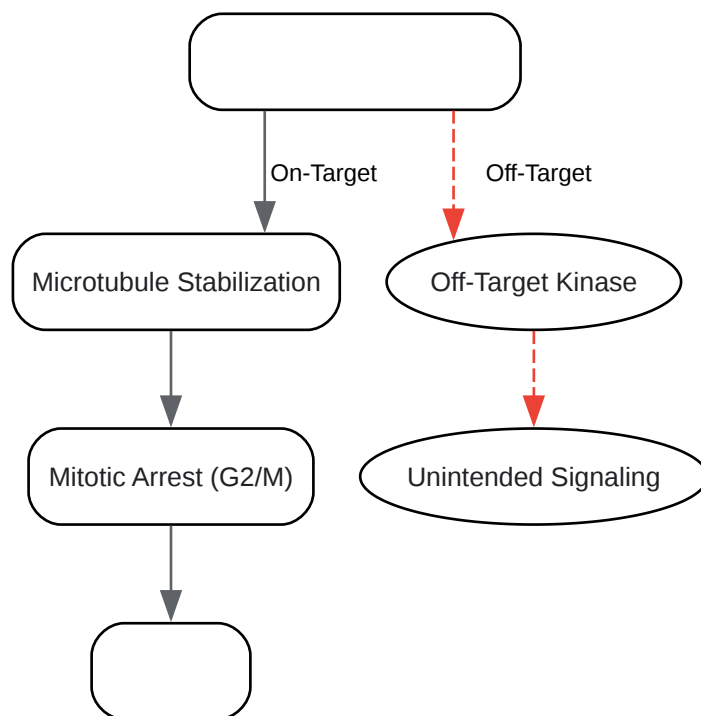 On-Target
Off-Target
Microtubule Stabilization
Off-Target Kinase
Mitotic Arrest (G2/M)
Unintended Signaling